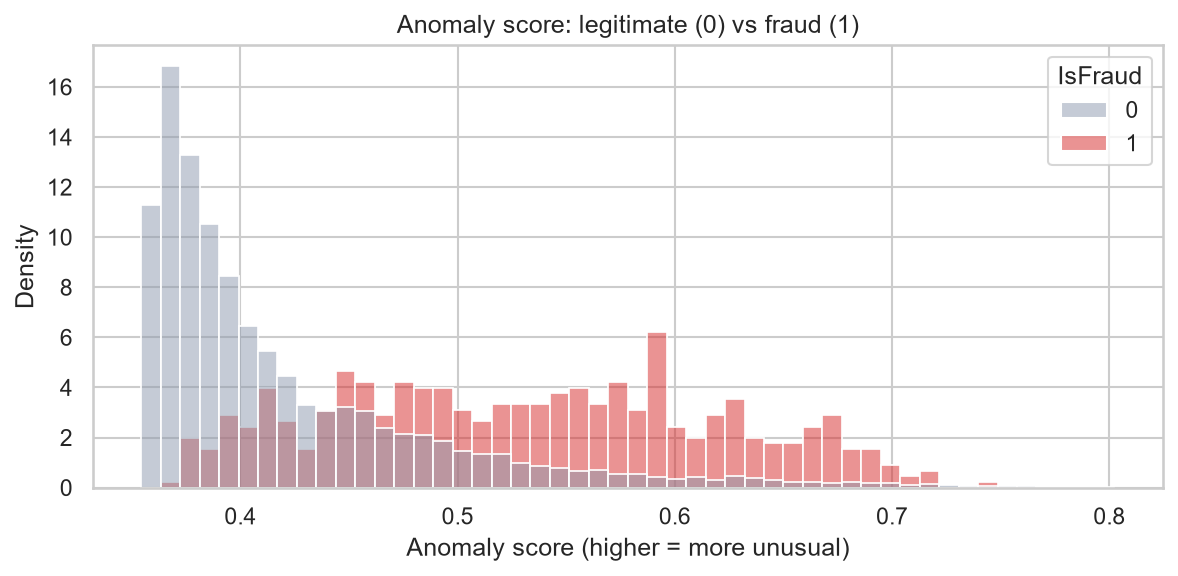 Anomaly score: legitimate (0) vs fraud (1)
IsFraud
0
1
16
14
12
10
8
6
4
2
0
Density
0.4 0.5 0.6 0.7 0.8
Anomaly score (higher = more unusual)